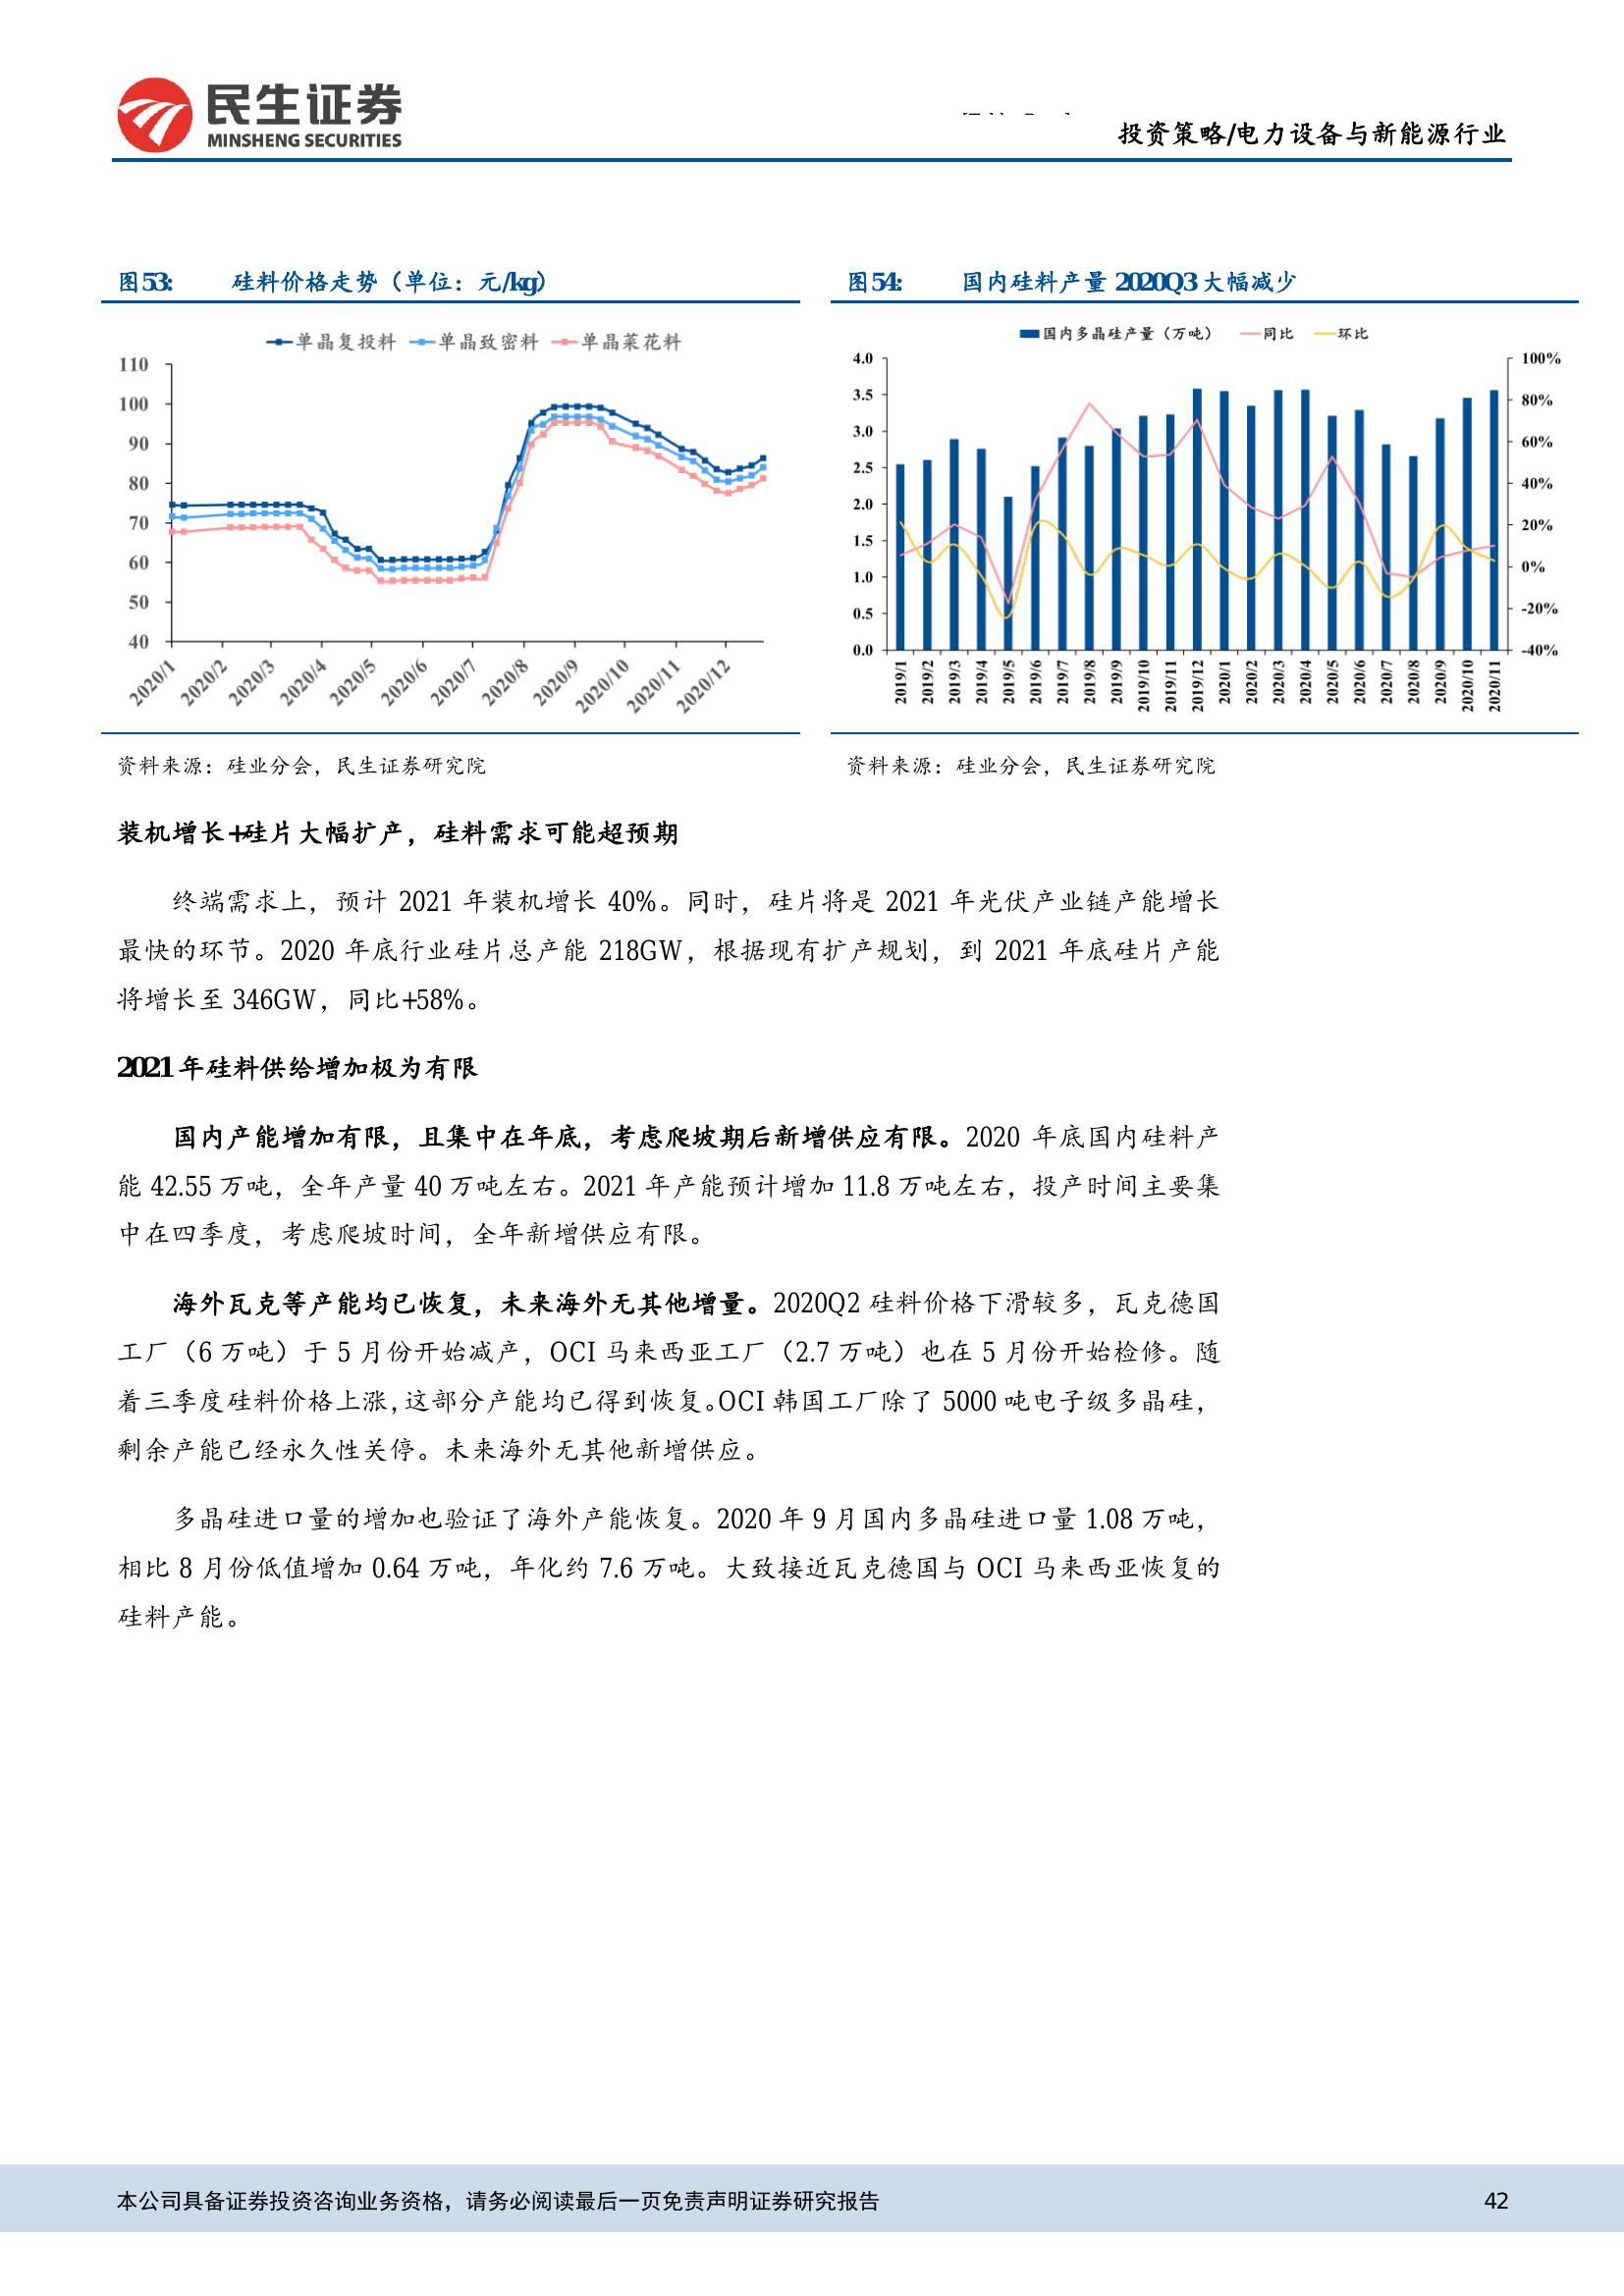 民生证券
MINSHENG SECURITIES
投资策略/电力设备与新能源行业
图53: 硅料价格走势（单位：元/kg）
单晶复投料 单晶致密料 单晶菜花料
110
100
90
80
70
60
50
40
2020/1 2020/2 2020/3 2020/4 2020/5 2020/6 2020/7 2020/8 2020/9 2020/10 2020/11 2020/12
资料来源：硅业分会，民生证券研究院
图54: 国内硅料产量 2020Q3 大幅减少
国内多晶硅产量（万吨） 同比 环比
4.0 100%
3.5 80%
3.0 60%
2.5 40%
2.0 20%
1.5 0%
1.0 -20%
0.5 -40%
0.0
2019/1 2019/2 2019/3 2019/4 2019/5 2019/6 2019/7 2019/8 2019/9 2019/10 2019/11 2019/12 2020/1 2020/2 2020/3 2020/4 2020/5 2020/6 2020/7 2020/8 2020/9 2020/10 2020/11
资料来源：硅业分会，民生证券研究院
装机增长+硅片大幅扩产，硅料需求可能超预期
终端需求上，预计 2021 年装机增长 40%。同时，硅片将是 2021 年光伏产业链产能增长
最快的环节。2020 年底行业硅片总产能 218GW，根据现有扩产规划，到 2021 年底硅片产能
将增长至 346GW，同比+58%。
2021 年硅料供给增加极为有限
国内产能增加有限，且集中在年底，考虑爬坡期后新增供应有限。2020 年底国内硅料产
能 42.55 万吨，全年产量 40 万吨左右。2021 年产能预计增加 11.8 万吨左右，投产时间主要集
中在四季度，考虑爬坡时间，全年新增供应有限。
海外瓦克等产能均已恢复，未来海外无其他增量。2020Q2 硅料价格下滑较多，瓦克德国
工厂（6 万吨）于 5 月份开始减产，OCI 马来西亚工厂（2.7 万吨）也在 5 月份开始检修。随
着三季度硅料价格上涨，这部分产能均已得到恢复。OCI 韩国工厂除了 5000 吨电子级多晶硅，
剩余产能已经永久性关停。未来海外无其他新增供应。
多晶硅进口量的增加也验证了海外产能恢复。2020 年 9 月国内多晶硅进口量 1.08 万吨，
相比 8 月份低值增加 0.64 万吨，年化约 7.6 万吨。大致接近瓦克德国与 OCI 马来西亚恢复的
硅料产能。
本公司具备证券投资咨询业务资格，请务必阅读最后一页免责声明证券研究报告 42